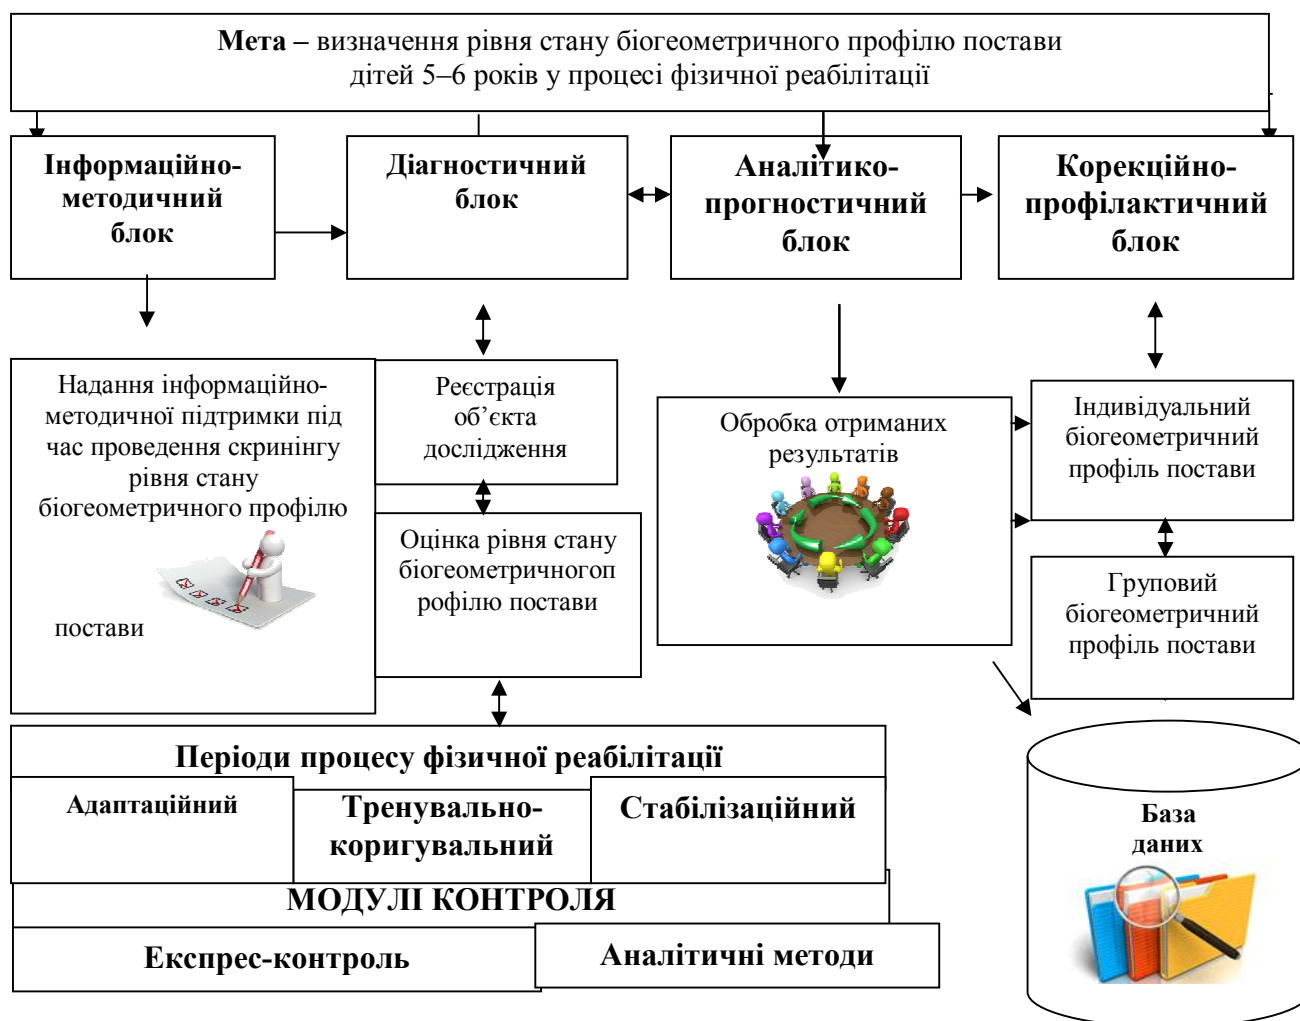 Мета – визначення рівня стану біогеометричного профілю постави
дітей 5–6 років у процесі фізичної реабілітації
Інформаційно-
методичний
блок
Діагностичний
блок
Аналітико-
прогностичний
блок
Корекційно-
профілактичний
блок
Надання інформаційно-
методичної підтримки під
час проведення скринінгу
рівня стану
біогеометричного профілю
постави
Реєстрація
об’єкта
дослідження
Оцінка рівня стану
біогеометричногоп
рофілю постави
Обробка отриманих
результатів
Індивідуальний
біогеометричний
профіль постави
Груповий
біогеометричний
профіль постави
Періоди процесу фізичної реабілітації
Адаптаційний
Тренувально-
коригувальний
Стабілізаційний
МОДУЛІ КОНТРОЛЯ
Експрес-контроль
Аналітичні методи
База
даних